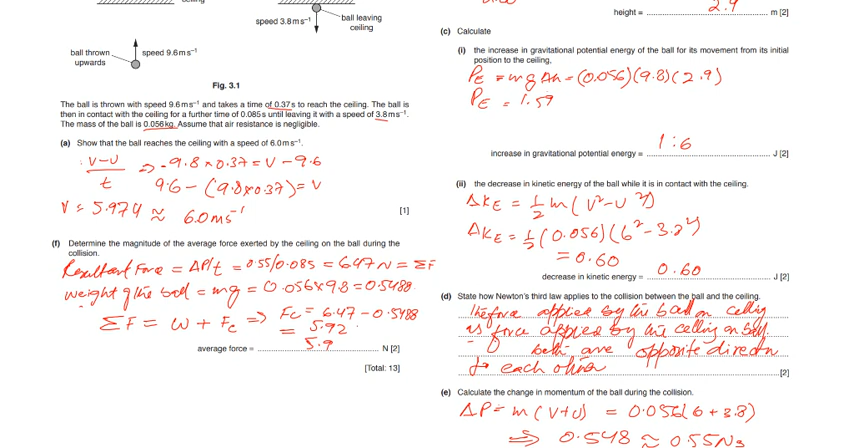 ceiling
speed 3.8 m s⁻¹
ball leaving
ceiling
ball thrown
upwards
speed 9.6 m s⁻¹
Fig. 3.1
The ball is thrown with speed 9.6 m s⁻¹ and takes a time of 0.37 s to reach the ceiling. The ball is
then in contact with the ceiling for a further time of 0.085 s until leaving it with a speed of 3.8 m s⁻¹.
The mass of the ball is 0.056 kg. Assume that air resistance is negligible.
(a) Show that the ball reaches the ceiling with a speed of 6.0 m s⁻¹.
V-U / t => -9.8 x 0.37 = V - 9.6
9.6 - (9.8x0.37) = V
V = 5.974 ≈ 6.0 ms⁻¹
[1]
(f) Determine the magnitude of the average force exerted by the ceiling on the ball during the
collision.
Resultant Force = ΔP/t = 0.55/0.085 = 6.47 N = ΣF
weight of the ball = mg = 0.056x9.8 = 0.5488
ΣF = W + Fc => Fc = 6.47 - 0.5488
= 5.92
average force = 5.9 N [2]
[Total: 13]
height = 2.9 m [2]
(c) Calculate
(i) the increase in gravitational potential energy of the ball for its movement from its initial
position to the ceiling,
PE = mgΔh = (0.056)(9.8)(2.9)
PE = 1.59
increase in gravitational potential energy = 1.6 J [2]
(ii) the decrease in kinetic energy of the ball while it is in contact with the ceiling.
ΔKE = 1/2 m (V² - U²)
ΔKE = 1/2 (0.056) (6² - 3.8²)
= 0.60
decrease in kinetic energy = 0.60 J [2]
(d) State how Newton's third law applies to the collision between the ball and the ceiling.
The force applied by the ball on celling
force applied by the celling on ball.
both are opposite directn
to each other
[2]
(e) Calculate the change in momentum of the ball during the collision.
ΔP = m(V+U) = 0.056(6 + 3.8)
=> 0.548 ≈ 0.55 Ns